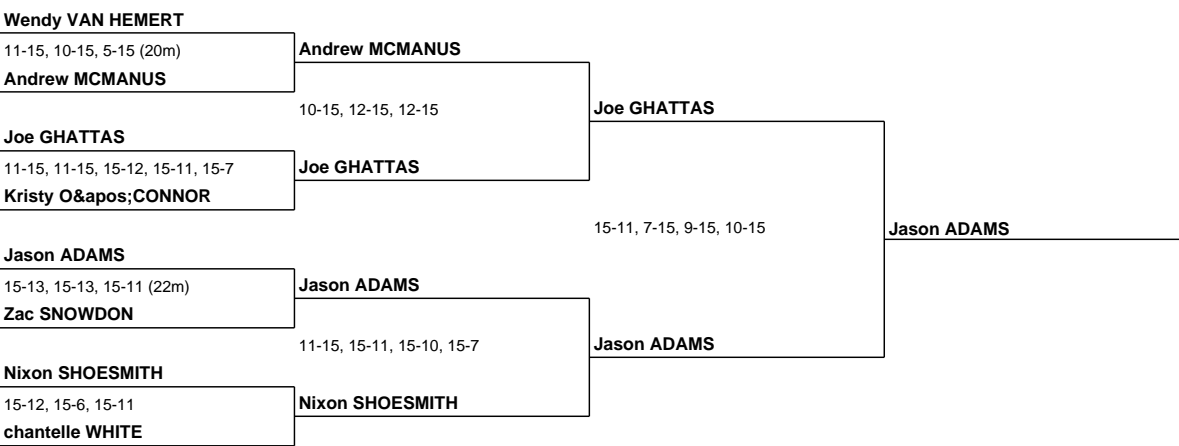 Wendy VAN HEMERT
11-15, 10-15, 5-15 (20m)
Andrew MCMANUS
Andrew MCMANUS
10-15, 12-15, 12-15
Joe GHATTAS
Joe GHATTAS
11-15, 11-15, 15-12, 15-11, 15-7
Joe GHATTAS
Kristy O&apos;CONNOR
15-11, 7-15, 9-15, 10-15
Jason ADAMS
Jason ADAMS
15-13, 15-13, 15-11 (22m)
Jason ADAMS
Zac SNOWDON
11-15, 15-11, 15-10, 15-7
Jason ADAMS
Nixon SHOESMITH
15-12, 15-6, 15-11
Nixon SHOESMITH
chantelle WHITE